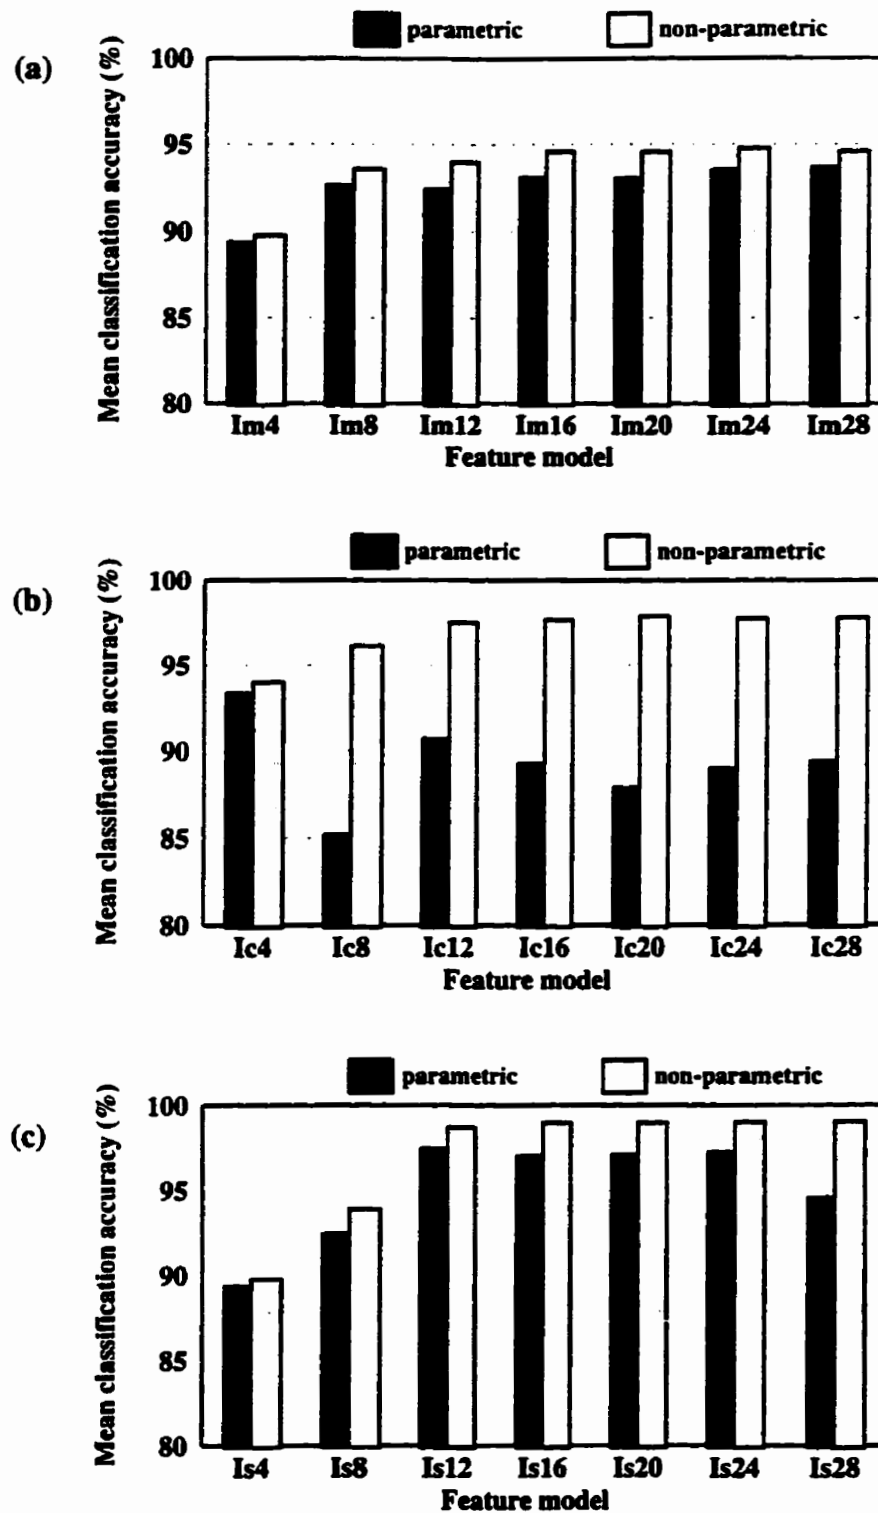 parametric non-parametric
(a)
Mean classification accuracy (%)
100
95
90
85
80
Im4 Im8 Im12 Im16 Im20 Im24 Im28
Feature model
parametric non-parametric
(b)
Mean classification accuracy (%)
100
95
90
85
80
Ic4 Ic8 Ic12 Ic16 Ic20 Ic24 Ic28
Feature model
parametric non-parametric
(c)
Mean classification accuracy (%)
100
95
90
85
80
Is4 Is8 Is12 Is16 Is20 Is24 Is28
Feature model